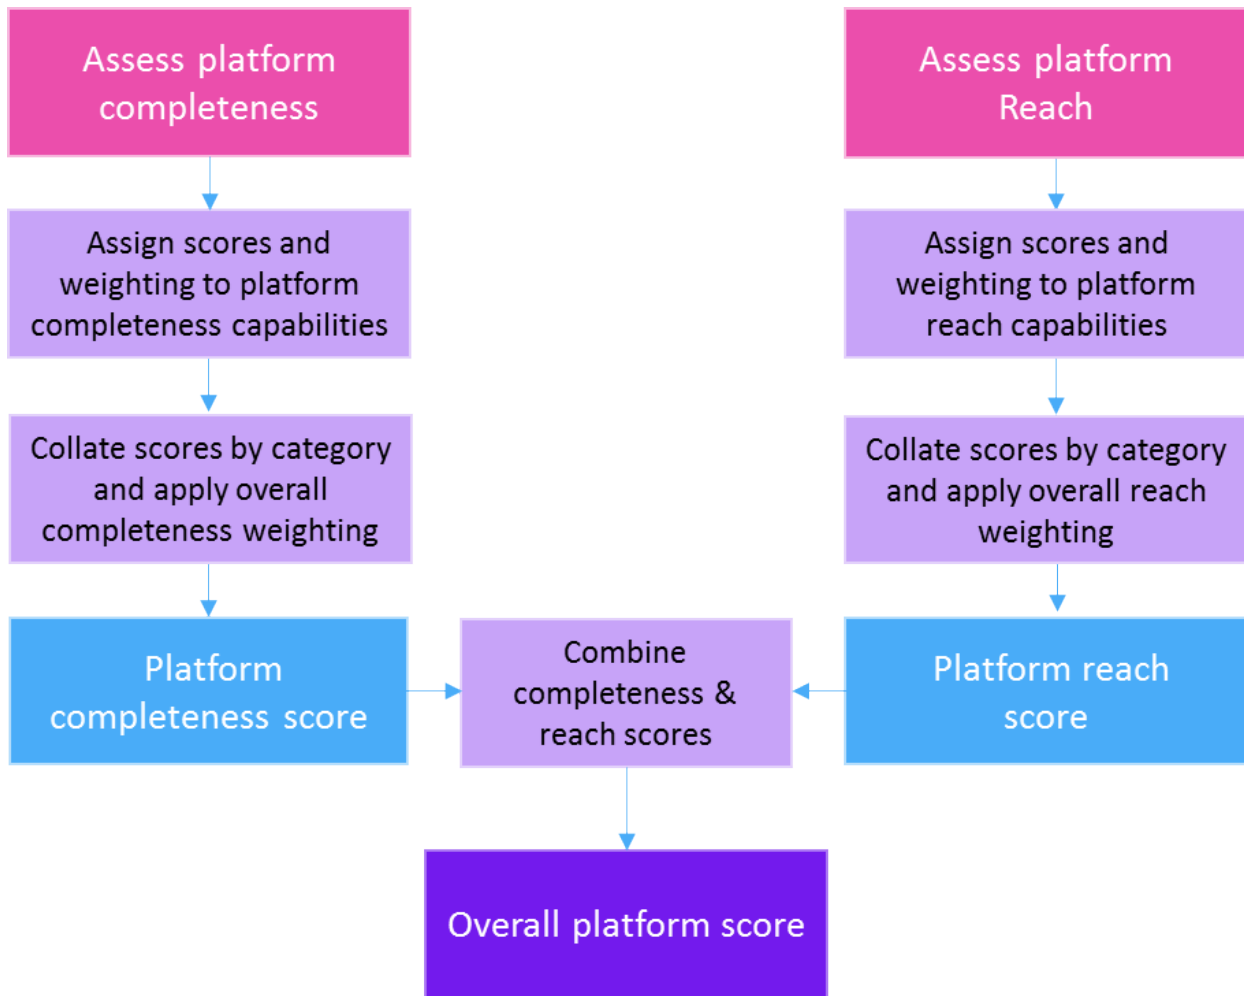 Assess platform
completeness
Assign scores and
weighting to platform
completeness capabilities
Collate scores by category
and apply overall
completeness weighting
Platform
completeness score
Assess platform
Reach
Assign scores and
weighting to platform
reach capabilities
Collate scores by category
and apply overall reach
weighting
Platform reach
score
Combine
completeness &
reach scores
Overall platform score